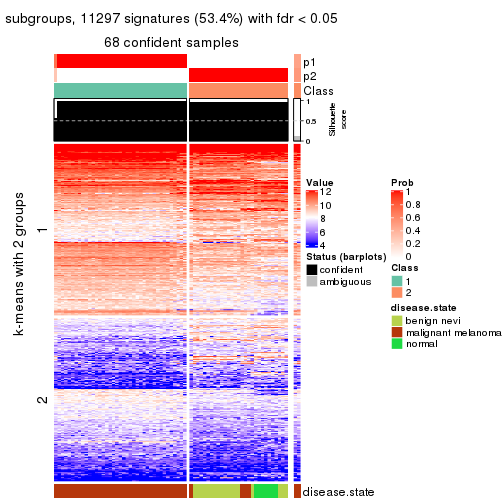 subgroups, 11297 signatures (53.4%) with fdr < 0.05
68 confident samples
p1
p2
Class
1
0.5
0
Silhouette
score
k-means with 2 groups
1
2
Value
12
10
8
6
4
Status (barplots)
confident
ambiguous
Prob
1
0.8
0.6
0.4
0.2
0
Class
1
2
disease.state
benign nevi
malignant melanoma
normal
disease.state